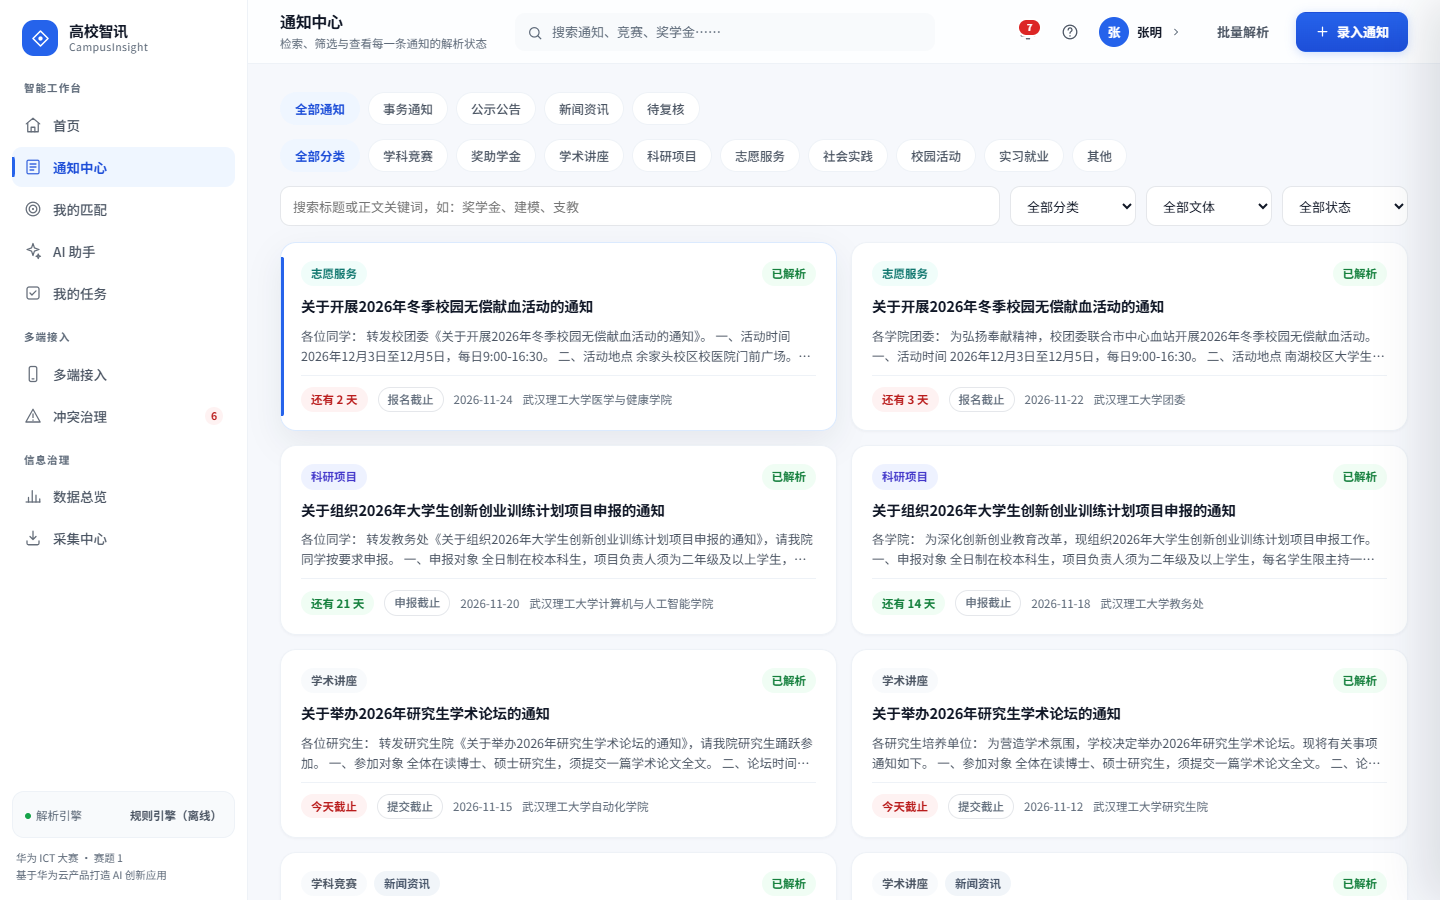 高校智讯
CampusInsight
智能工作台
首页
通知中心
我的匹配
AI 助手
我的任务
多端接入
多端接入
冲突治理 6
信息治理
数据总览
采集中心
解析引擎 规则引擎（离线）
华为 ICT 大赛 · 赛题 1
基于华为云产品打造 AI 创新应用
通知中心
检索、筛选与查看每一条通知的解析状态
搜索通知、竞赛、奖学金……
7
张 张明
批量解析
录入通知
全部通知 事务通知 公示公告 新闻资讯 待复核
全部分类 学科竞赛 奖助学金 学术讲座 科研项目 志愿服务 社会实践 校园活动 实习就业 其他
搜索标题或正文关键词，如：奖学金、建模、支教 全部分类 全部文体 全部状态
志愿服务 已解析
关于开展2026年冬季校园无偿献血活动的通知
各位同学： 转发校团委《关于开展2026年冬季校园无偿献血活动的通知》。 一、活动时间
2026年12月3日至12月5日，每日9:00-16:30。 二、活动地点 余家头校区校医院门前广场。…
还有 2 天 报名截止 2026-11-24 武汉理工大学医学与健康学院
志愿服务 已解析
关于开展2026年冬季校园无偿献血活动的通知
各学院团委： 为弘扬奉献精神，校团委联合市中心血站开展2026年冬季校园无偿献血活动。
一、活动时间 2026年12月3日至12月5日，每日9:00-16:30。 二、活动地点 南湖校区大学生…
还有 3 天 报名截止 2026-11-22 武汉理工大学团委
科研项目 已解析
关于组织2026年大学生创新创业训练计划项目申报的通知
各位同学： 转发教务处《关于组织2026年大学生创新创业训练计划项目申报的通知》，请我院
同学按要求申报。 一、申报对象 全日制在校本科生，项目负责人须为二年级及以上学生，…
还有 21 天 申报截止 2026-11-20 武汉理工大学计算机与人工智能学院
科研项目 已解析
关于组织2026年大学生创新创业训练计划项目申报的通知
各学院： 为深化创新创业教育改革，现组织2026年大学生创新创业训练计划项目申报工作。
一、申报对象 全日制在校本科生，项目负责人须为二年级及以上学生，每名学生限主持一…
还有 14 天 申报截止 2026-11-18 武汉理工大学教务处
学术讲座 已解析
关于举办2026年研究生学术论坛的通知
各位研究生： 转发研究生院《关于举办2026年研究生学术论坛的通知》，请我院研究生踊跃参
加。 一、参加对象 全体在读博士、硕士研究生，须提交一篇学术论文全文。 二、论坛时间…
今天截止 提交截止 2026-11-15 武汉理工大学自动化学院
学术讲座 已解析
关于举办2026年研究生学术论坛的通知
各研究生培养单位： 为营造学术氛围，学校决定举办2026年研究生学术论坛。现将有关事项
通知如下。 一、参加对象 全体在读博士、硕士研究生，须提交一篇学术论文全文。 二、论…
今天截止 提交截止 2026-11-12 武汉理工大学研究生院
学科竞赛 新闻资讯 已解析
学术讲座 新闻资讯 已解析